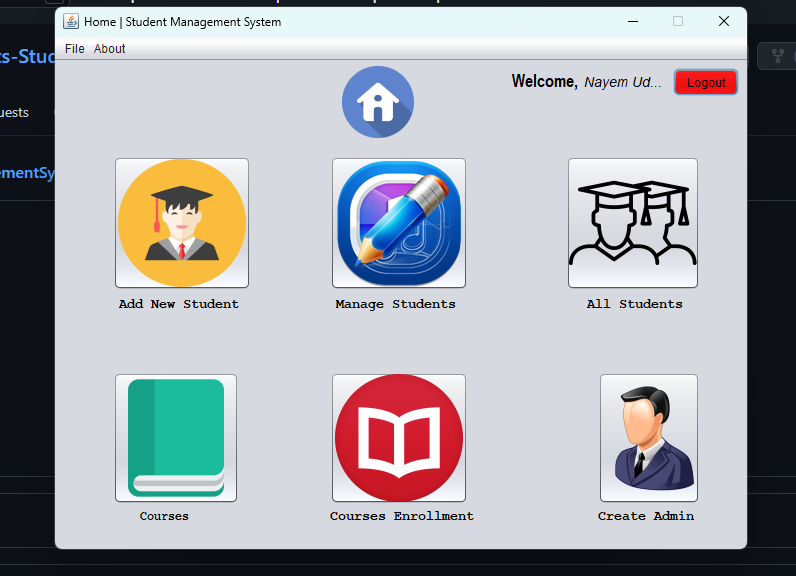 Home | Student Management System
File About
ts-Stud
Welcome, Nayem Ud...
Logout
uests
ementSy
Add New Student
Manage Students
All Students
Courses
Courses Enrollment
Create Admin